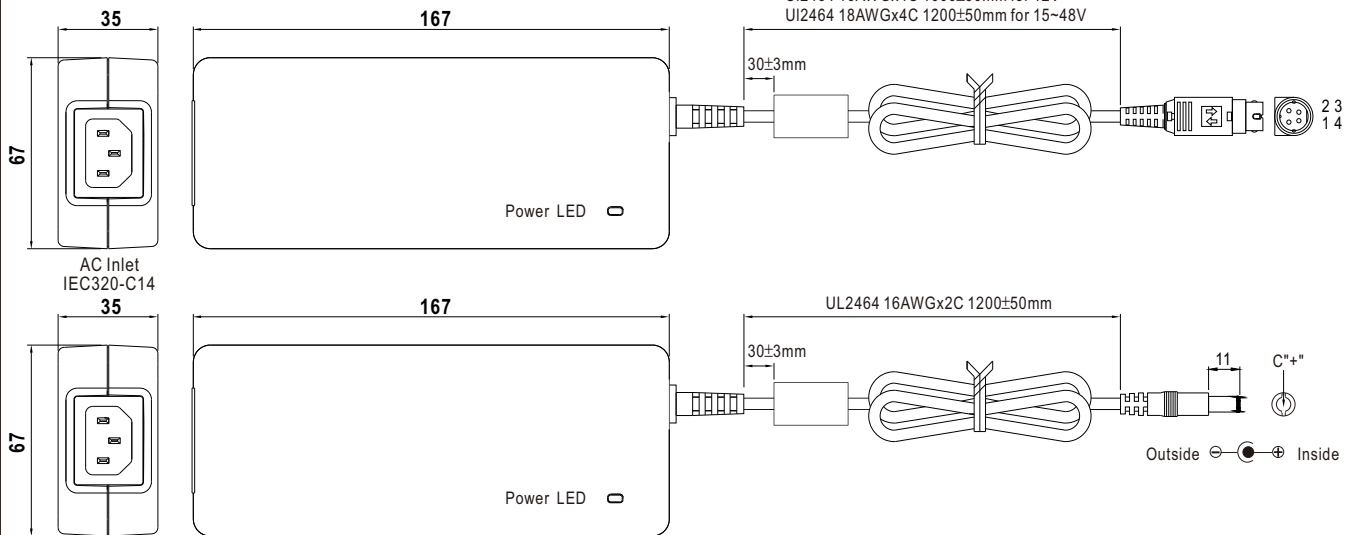 UI2464 18AWGx4C 1200±50mm for 15~48V
35
167
30±3mm
2 3
1 4
67
Power LED
AC Inlet
IEC320-C14
35
167
UL2464 16AWGx2C 1200±50mm
30±3mm
11
C"+"
67
Outside
Inside
Power LED